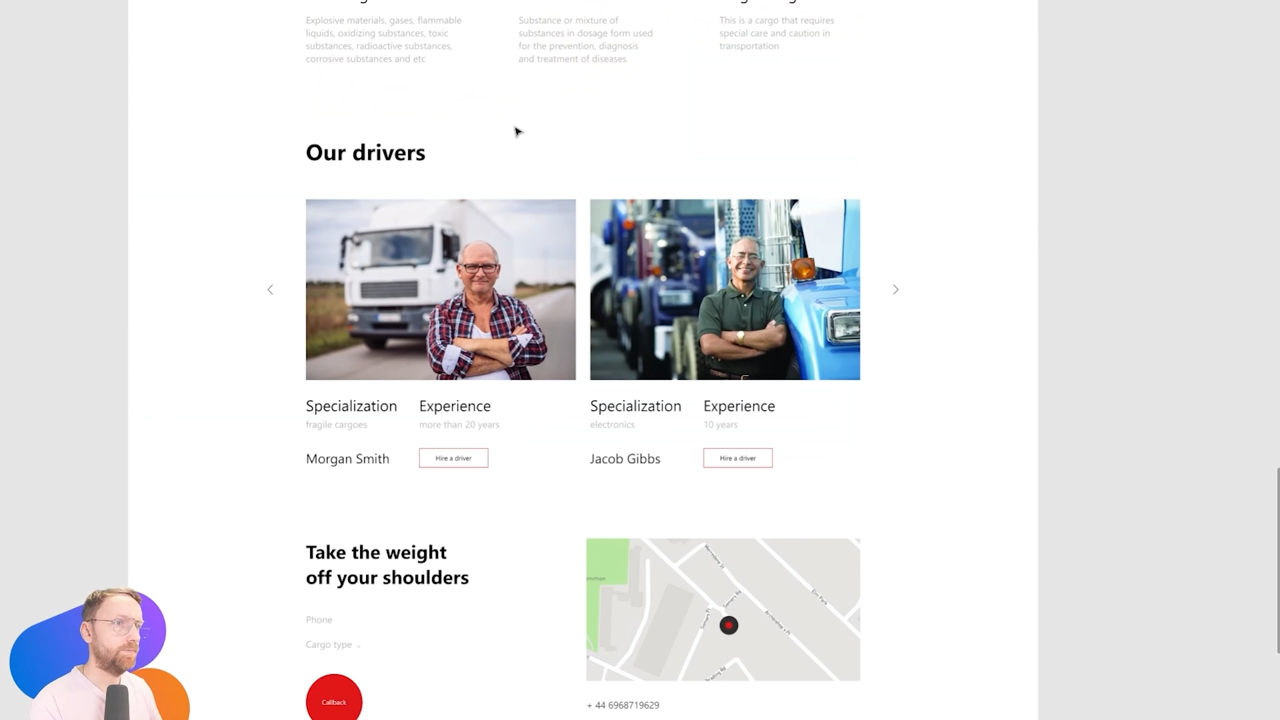 Explosive materials, gases, flammable
liquids, oxidizing substances, toxic
substances, radioactive substances,
corrosive substances and etc
Substance or mixture of
substances in dosage form used
for the prevention, diagnosis
and treatment of diseases
This is a cargo that requires
special care and caution in
transportation
Our drivers
Specialization
fragile cargoes
Experience
more than 20 years
Morgan Smith
Hire a driver
Specialization
electronics
Experience
10 years
Jacob Gibbs
Hire a driver
Take the weight
off your shoulders
Phone
Cargo type
Callback
+ 44 6968719629